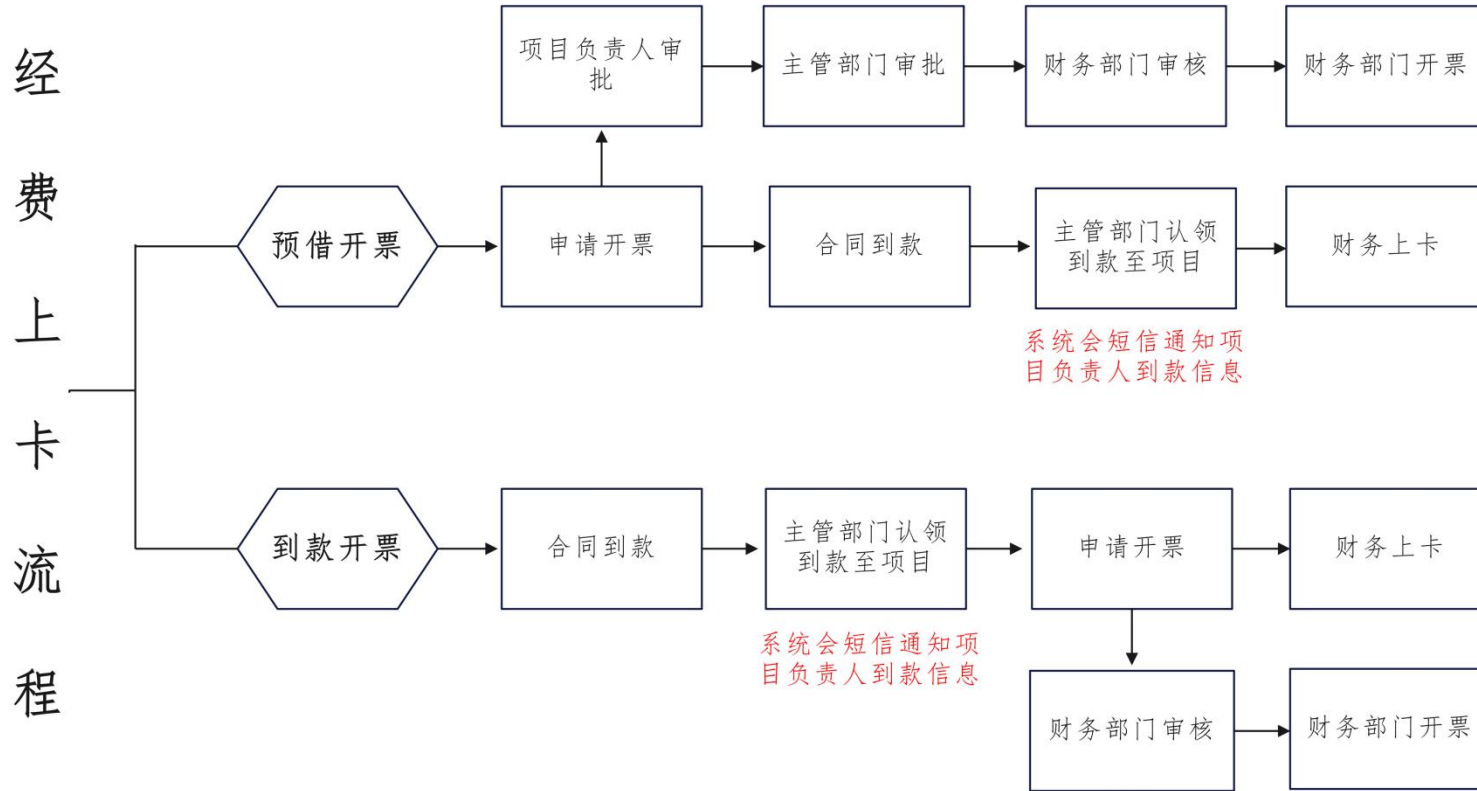 经费上卡流程
项目负责人审
批
主管部门审批
财务部门审核
财务部门开票
预借开票
申请开票
合同到款
主管部门认领
到款至项目
财务上卡
系统会短信通知项
目负责人到款信息
到款开票
合同到款
主管部门认领
到款至项目
申请开票
财务上卡
系统会短信通知项
目负责人到款信息
财务部门审核
财务部门开票